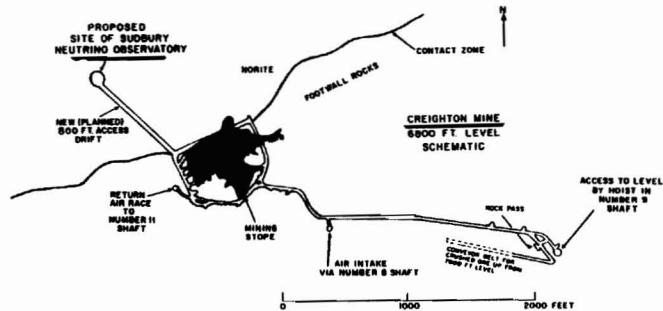 PROPOSED
SITE OF SUDBURY
NEUTRINO OBSERVATORY
N
CONTACT ZONE
NORITE
FOOTWALL ROCKS
NEW (PLANNED)
800 FT. ACCESS
DRIFT
CREIGHTON MINE
6800 FT. LEVEL
SCHEMATIC
ACCESS TO LEVEL
BY HOIST IN
NUMBER 9
SHAFT
RETURN
AIR RACE
TO
NUMBER 11
SHAFT
ROCK PASS
MINING
STOPE
AIR INTAKE
VIA NUMBER 8 SHAFT
CONVEYOR BELT FOR
CRUSHED ORE UP FROM
FT LEVEL
0 1000 2000 FEET